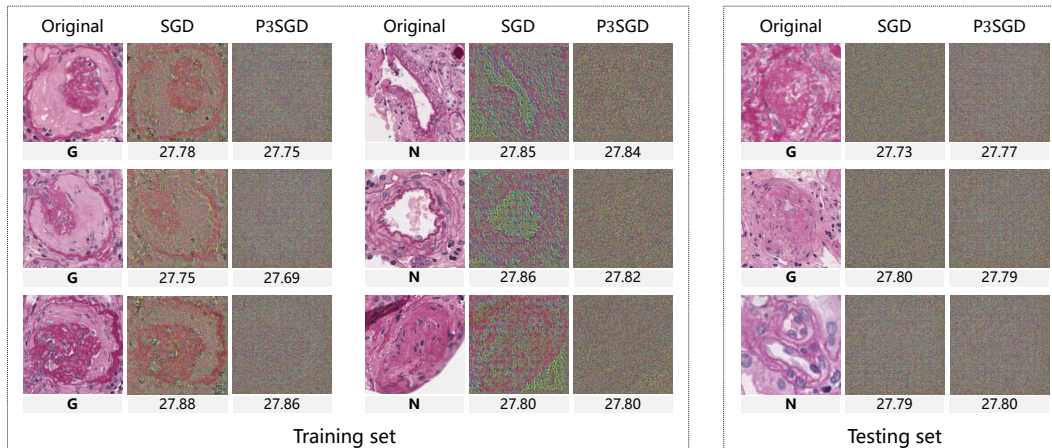 Original SGD P3SGD Original SGD P3SGD Original SGD P3SGD
G 27.78 27.75 N 27.85 27.84 G 27.73 27.77
G 27.75 27.69 N 27.86 27.82 G 27.80 27.79
G 27.88 27.86 N 27.80 27.80 N 27.79 27.80
Training set Testing set